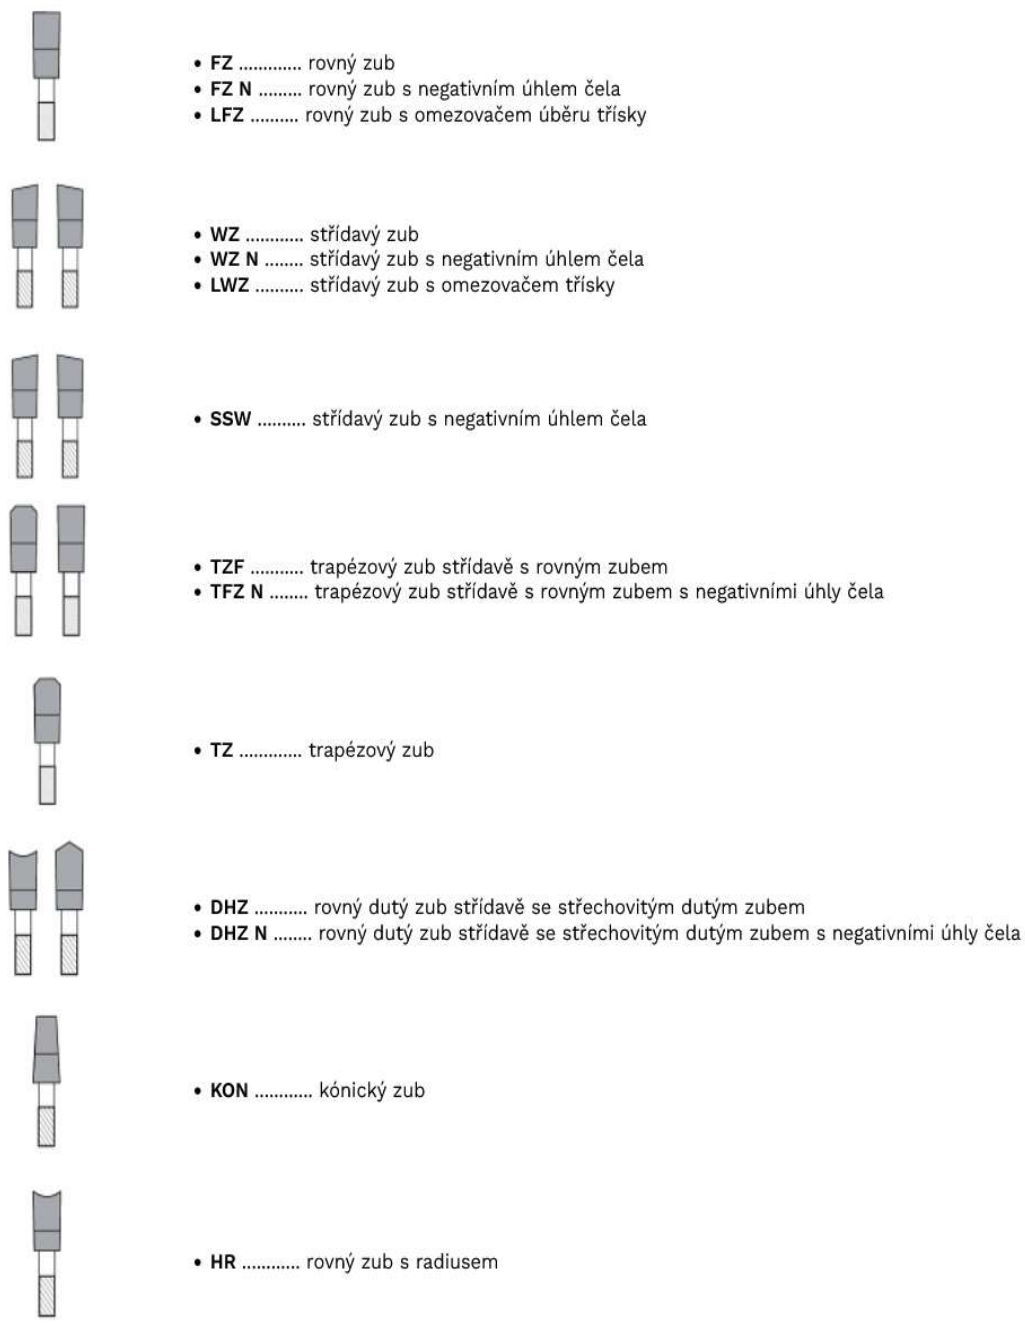 • FZ ............. rovný zub
• FZ N ......... rovný zub s negativním úhlem čela
• LFZ .......... rovný zub s omezovačem úběru třísky
• WZ ............ střídavý zub
• WZ N ........ střídavý zub s negativním úhlem čela
• LWZ .......... střídavý zub s omezovačem třísky
• SSW .......... střídavý zub s negativním úhlem čela
• TZF ........... trapézový zub střídavě s rovným zubem
• TFZ N ........ trapézový zub střídavě s rovným zubem s negativními úhly čela
• TZ ............. trapézový zub
• DHZ ........... rovný dutý zub střídavě se střechovitým dutým zubem
• DHZ N ........ rovný dutý zub střídavě se střechovitým dutým zubem s negativními úhly čela
• KON ............ kónický zub
• HR ............ rovný zub s radiusem